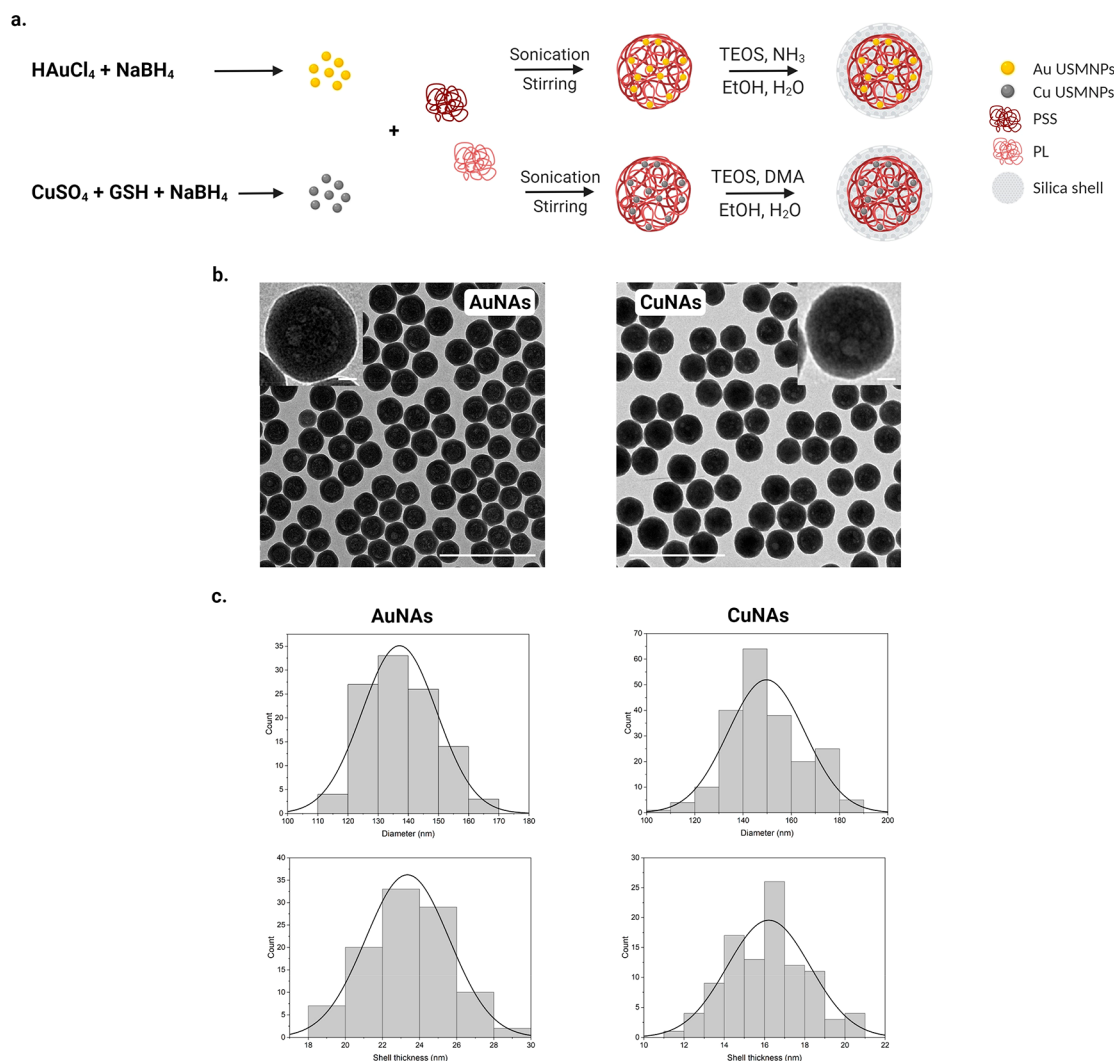 a.
HAuCl₄ + NaBH₄
Sonication
Stirring
TEOS, NH₃
EtOH, H₂O
+
CuSO₄ + GSH + NaBH₄
Sonication
Stirring
TEOS, DMA
EtOH, H₂O
Au USMNPs
Cu USMNPs
PSS
PL
Silica shell
b.
AuNAs
CuNAs
c.
AuNAs
CuNAs
35
30
25
20
15
10
5
0
Count
100 110 120 130 140 150 160 170 180
Diameter (nm)
70
60
50
40
30
20
10
0
Count
100 120 140 160 180 200
Diameter (nm)
40
35
30
25
20
15
10
5
0
Count
18 20 22 24 26 28 30
Shell thickness (nm)
30
25
20
15
10
5
0
Count
10 12 14 16 18 20 22
Shell thickness (nm)